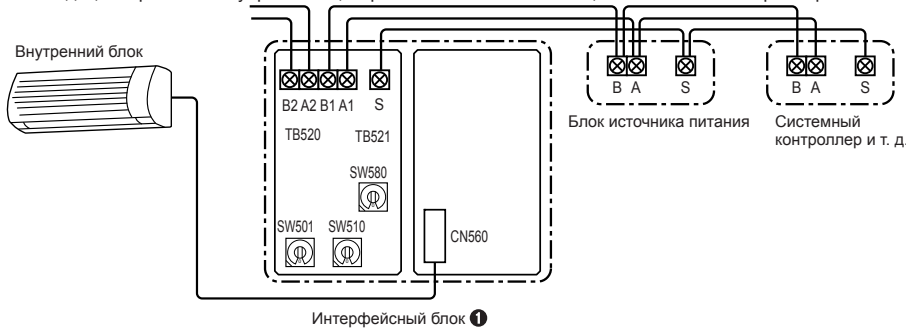 Внутренний блок
B2 A2 B1 A1 S
TB520 TB521
SW580
SW501 SW510
CN560
B A S
Блок источника питания
B A S
Системный
контроллер и т. д.
Интерфейсный блок ❶